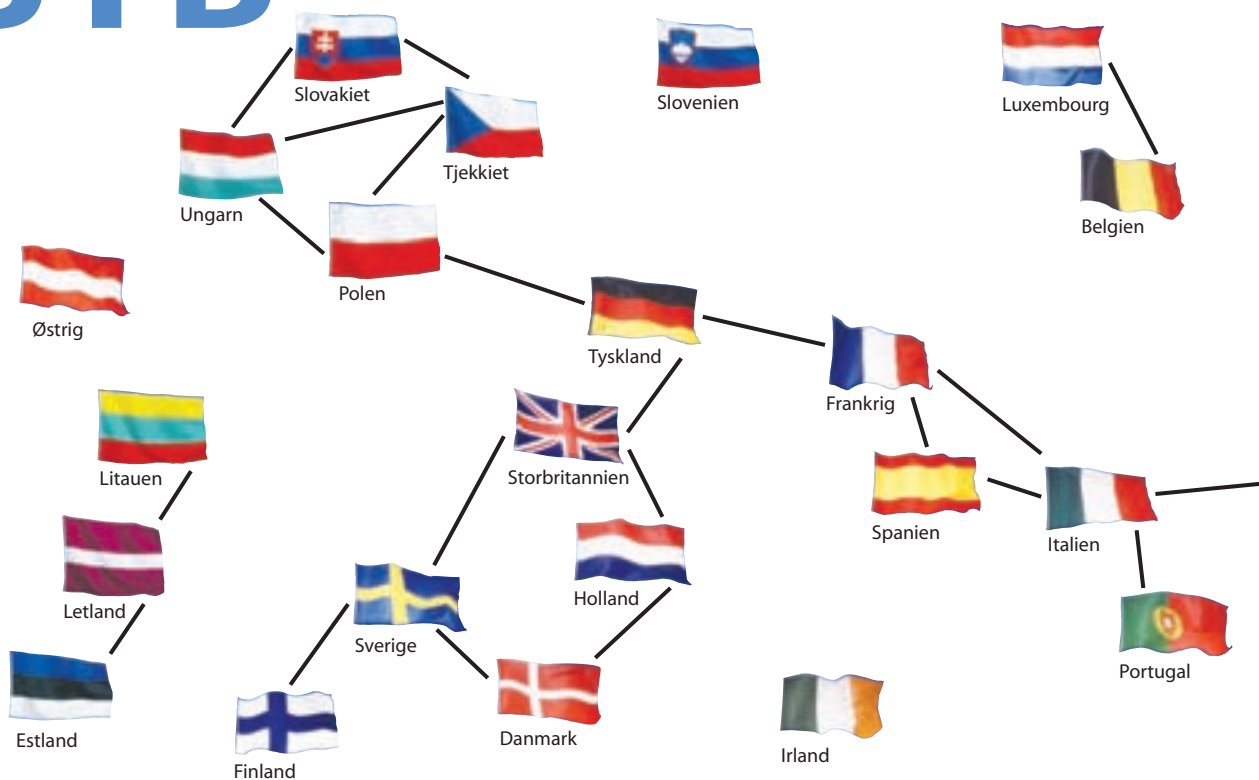 Slovakiet
Slovenien
Luxembourg
Tjekkiet
Ungarn
Belgien
Polen
Østrig
Tyskland
Frankrig
Litauen
Storbritannien
Spanien
Italien
Letland
Holland
Sverige
Portugal
Estland
Danmark
Irland
Finland